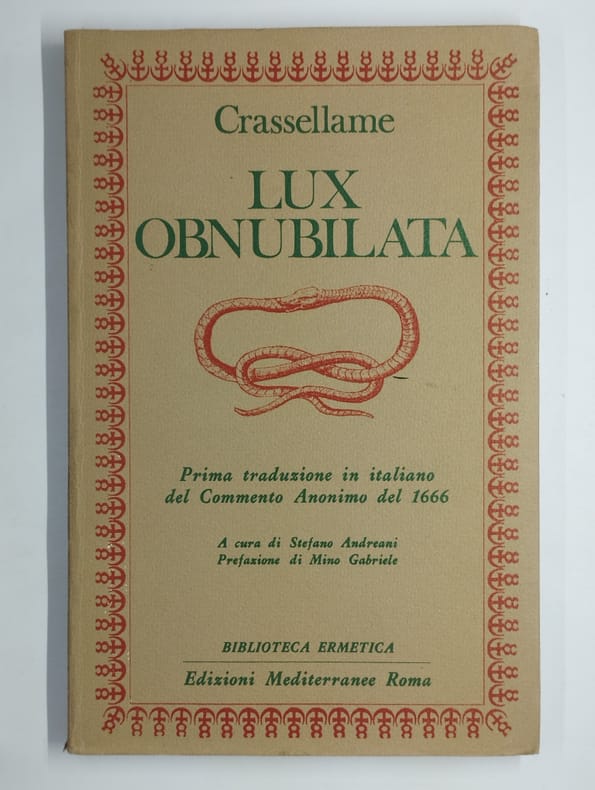 Crassellame
LUX
OBNUBILATA
Prima traduzione in italiano
del Commento Anonimo del 1666
A cura di Stefano Andreani
Prefazione di Mino Gabriele
BIBLIOTECA ERMETICA
Edizioni Mediterranee Roma